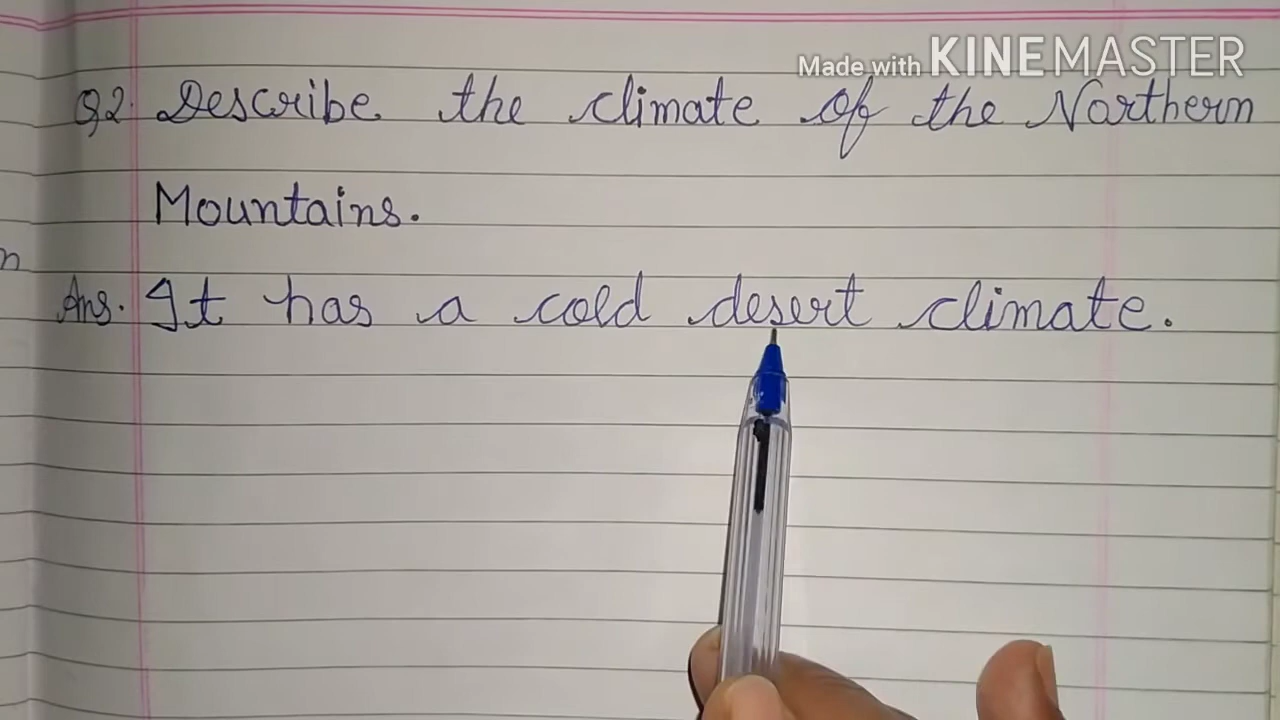 Made with KINEMASTER
Q2. Describe the climate of the Northern
Mountains.
n
Ans. It has a cold desert climate.